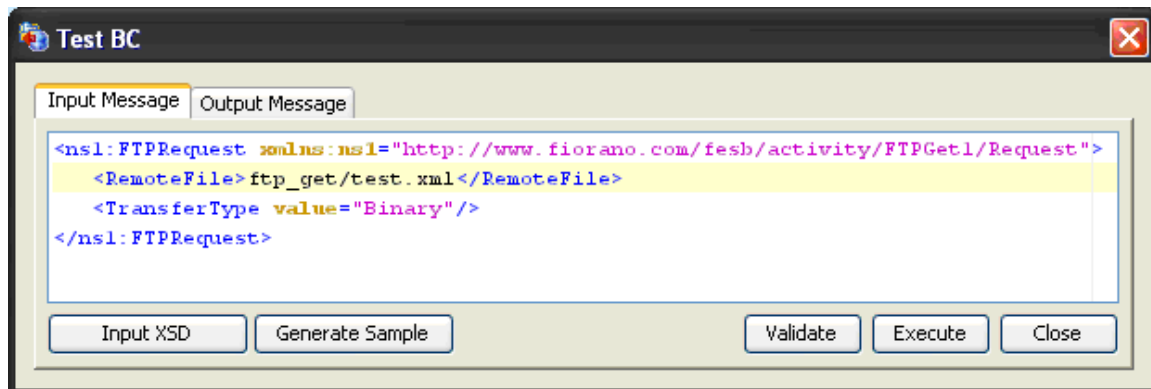 Test BC
Input Message Output Message
<ns1:FTPRequest xmlns:ns1="http://www.fiorano.com/fesb/activity/FTPGet1/Request">
<RemoteFile>ftp_get/test.xml</RemoteFile>
<TransferType value="Binary"/>
</ns1:FTPRequest>
Input XSD Generate Sample Validate Execute Close